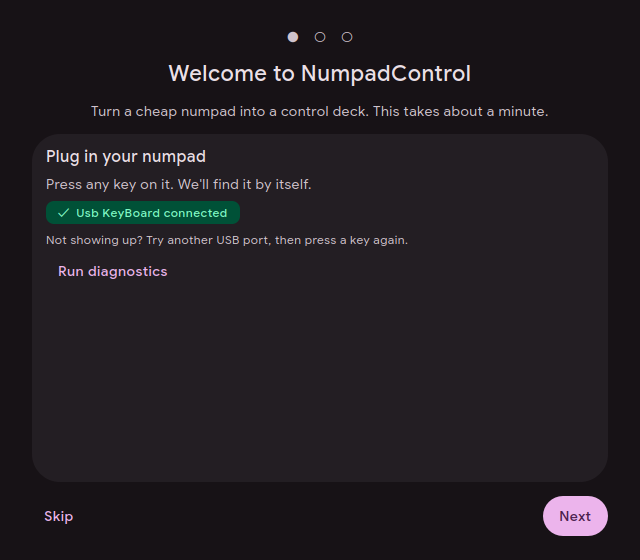 Welcome to NumpadControl
Turn a cheap numpad into a control deck. This takes about a minute.
Plug in your numpad
Press any key on it. We'll find it by itself.
Usb KeyBoard connected
Not showing up? Try another USB port, then press a key again.
Run diagnostics
Skip
Next